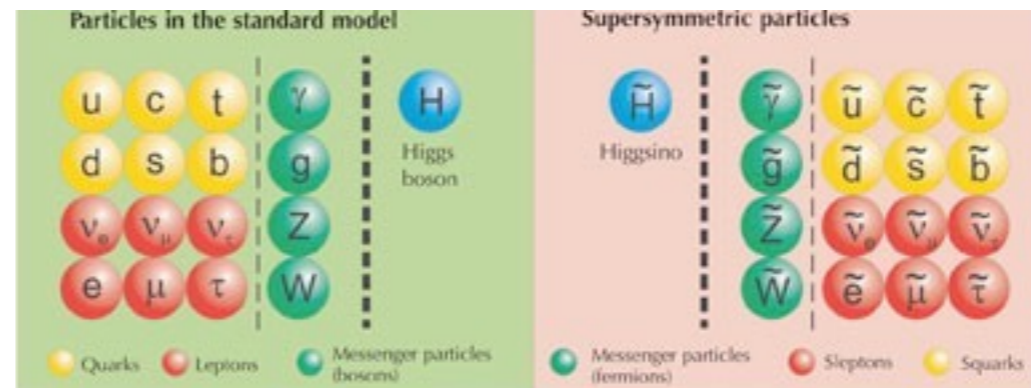 Particles in the standard model
u c t γ H
Higgs
boson
d s b g
νe νμ ντ Z
e μ τ W
Quarks Leptons Messenger particles
(bosons)
Supersymmetric particles
H̃ γ̃ ũ c̃ t̃
Higgsino
g̃ d̃ s̃ b̃
Z̃ ν̃e ν̃μ ν̃τ
W̃ ẽ μ̃ τ̃
Messenger particles
(fermions)
Sleptons Squarks